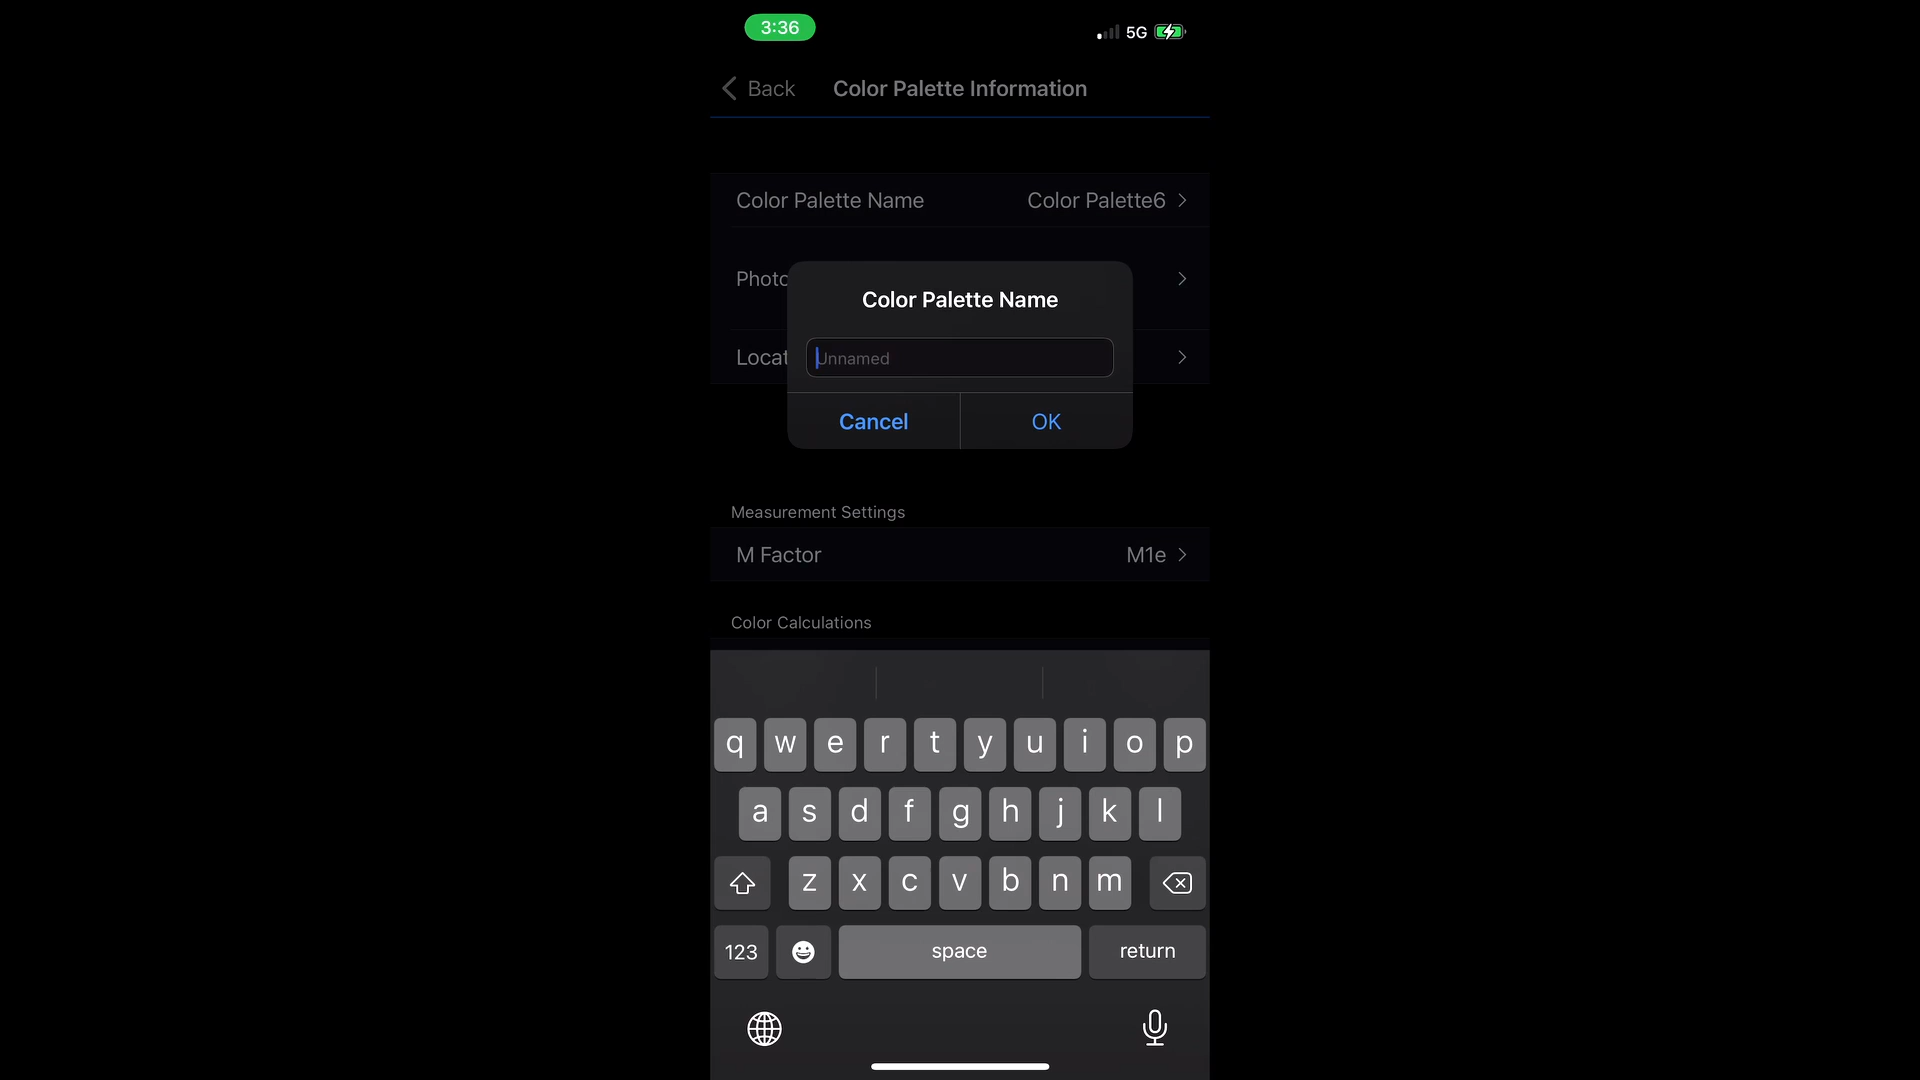 3:36
5G
Back
Color Palette Information
Color Palette Name
Color Palette6
Photo
Locat
Color Palette Name
Unnamed
Cancel
OK
Measurement Settings
M Factor
M1e
Color Calculations
q w e r t y u i o p
a s d f g h j k l
z x c v b n m
123
space
return